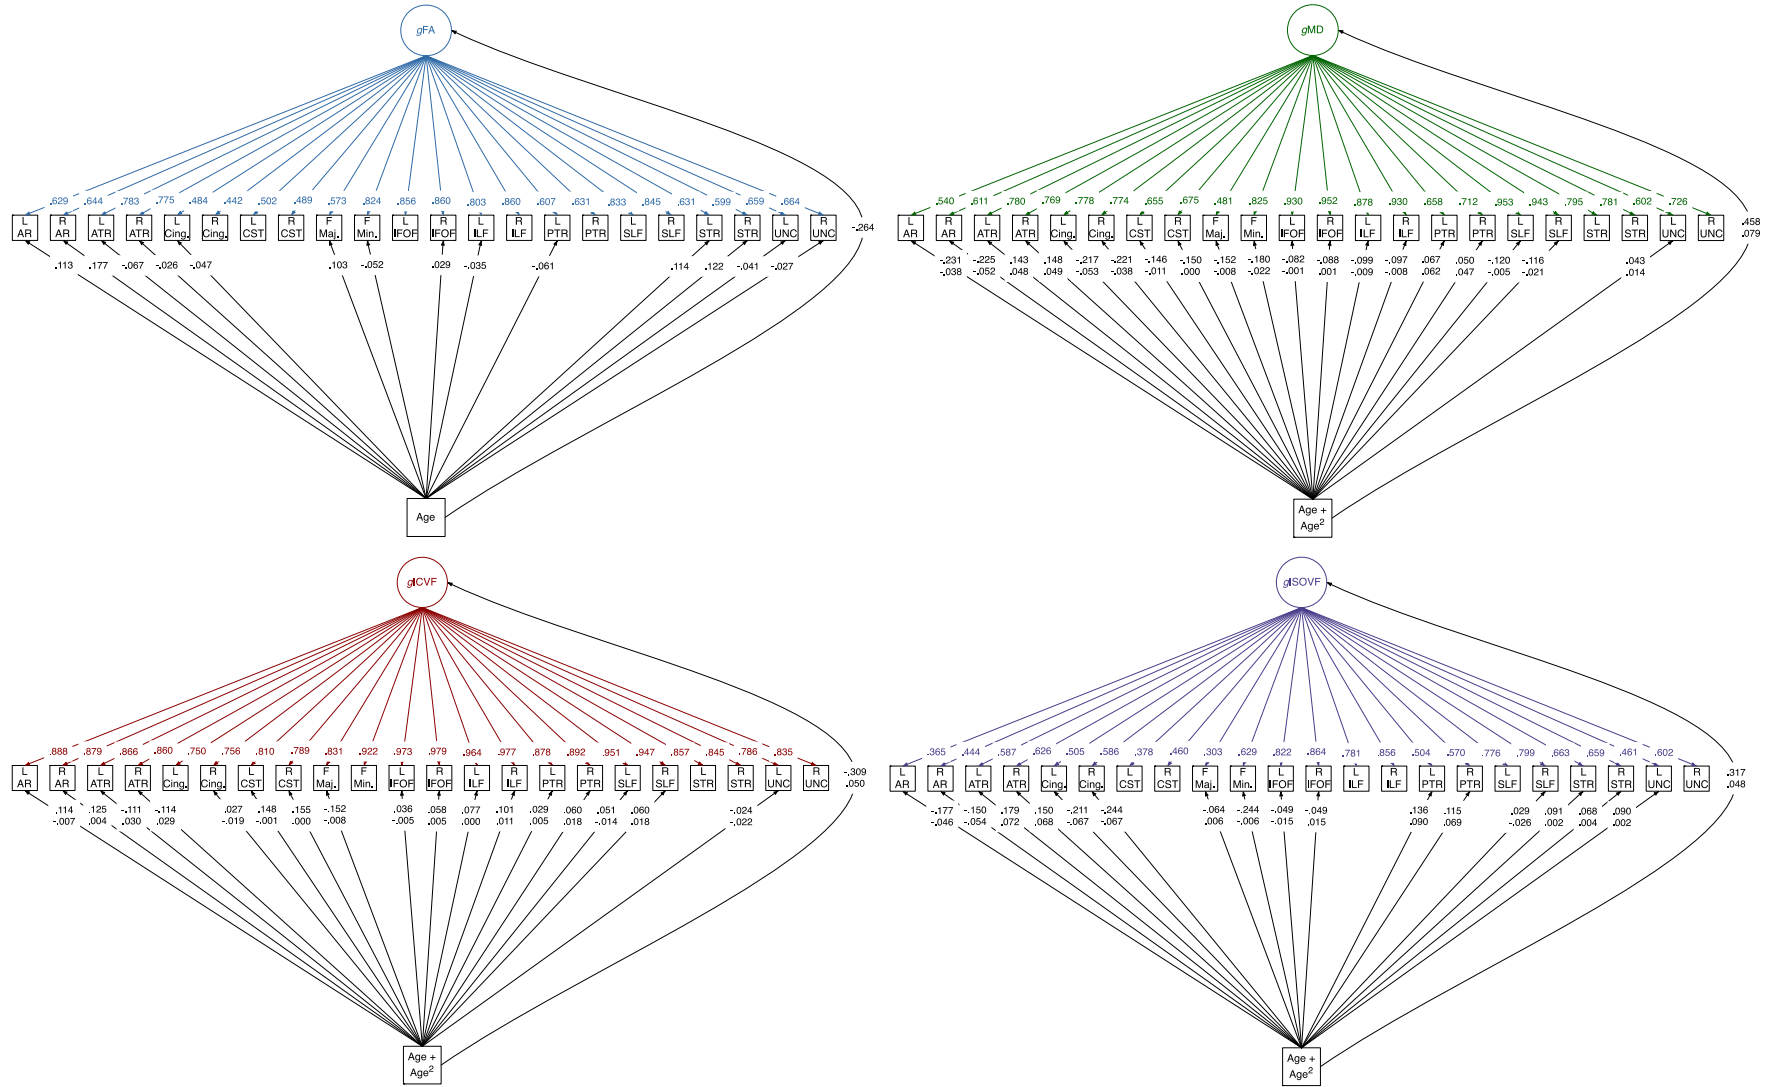 gFA
.629 .644 .783 .775 .484 .442 .502 .489 .573 .824 .856 .860 .803 .860 .607 .631 .833 .845 .631 .599 .659 .664
L R L R L R L R F F L R L R L R L R L R L R
AR AR ATR ATR Cing. Cing. CST CST Maj. Min. IFOF IFOF ILF ILF PTR PTR SLF SLF STR STR UNC UNC
-.264
.113 .177 -.067 -.026 -.047 .103 -.052 .029 -.035 -.061 .114 .122 -.041 -.027
Age
gMD
.540 .611 .780 .769 .778 .774 .655 .675 .481 .825 .930 .952 .878 .930 .658 .712 .953 .943 .795 .781 .602 .726
L R L R L R L R F F L R L R L R L R L R L R
AR AR ATR ATR Cing. Cing. CST CST Maj. Min. IFOF IFOF ILF ILF PTR PTR SLF SLF STR STR UNC UNC
.458
.079
-.231 -.225 .143 .148 -.217 -.221 -.146 -.150 -.152 -.180 -.082 -.088 -.099 -.097 .067 .050 -.120 -.116 .043
-.038 -.052 .048 .049 -.053 -.038 -.011 .000 -.008 -.022 -.001 .001 -.009 -.008 .062 .047 -.005 -.021 .014
Age +
Age2
gICVF
.888 .879 .866 .860 .750 .756 .810 .789 .831 .922 .973 .979 .964 .977 .878 .892 .951 .947 .857 .845 .786 .835
L R L R L R L R F F L R L R L R L R L R L R
AR AR ATR ATR Cing. Cing. CST CST Maj. Min. IFOF IFOF ILF ILF PTR PTR SLF SLF STR STR UNC UNC
-.309
.050
.114 .125 -.111 -.114 .027 .148 .155 -.152 .036 .058 .077 .101 .029 .060 .051 .060 -.024
-.007 .004 -.030 .029 -.019 -.001 .000 -.008 -.005 .005 .000 .011 .005 .018 -.014 .018 -.022
Age +
Age2
gISOVF
.365 .444 .587 .626 .505 .586 .378 .460 .303 .629 .822 .864 .781 .856 .504 .570 .776 .799 .663 .659 .461 .602
L R L R L R L R F F L R L R L R L R L R L R
AR AR ATR ATR Cing. Cing. CST CST Maj. Min. IFOF IFOF ILF ILF PTR PTR SLF SLF STR STR UNC UNC
.317
.048
-.177 -.150 .179 .150 -.211 -.244 -.064 -.244 -.049 -.049 .136 .115 .029 .091 .068 .090
-.046 -.054 .072 .068 -.067 -.067 .006 -.006 -.015 .015 .090 .069 -.026 .002 .004 .002
Age +
Age2